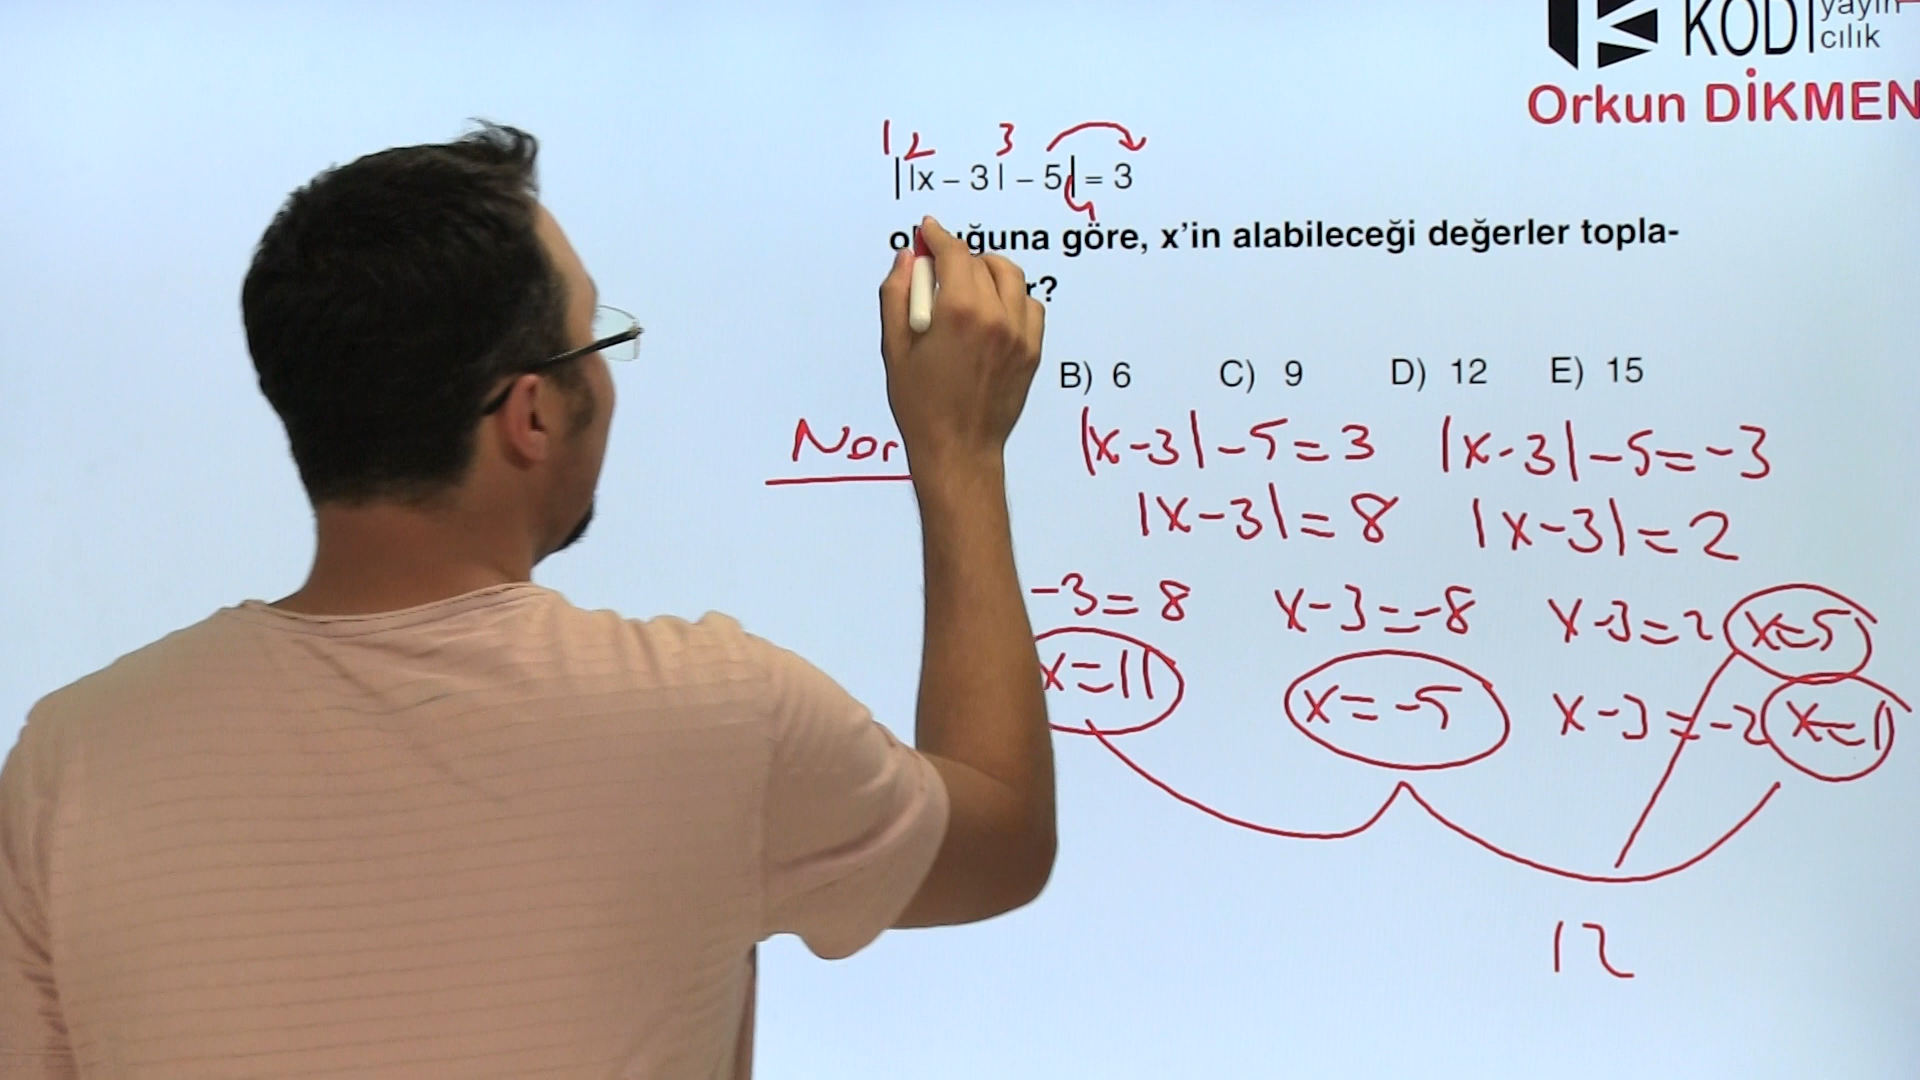 KODİ yayın
cılık
Orkun DİKMEN
1 2 3 4
||x – 3| – 5| = 3
göre, x’in alabileceği değerler topla-
B) 6 C) 9 D) 12 E) 15
Nor
|x-3|-5=3 |x-3|-5=-3
|x-3|=8 |x-3|=2
-3=8 x-3=-8 x-3=2 x=5
x=11 x=-5 x-3=-2 x=1
12